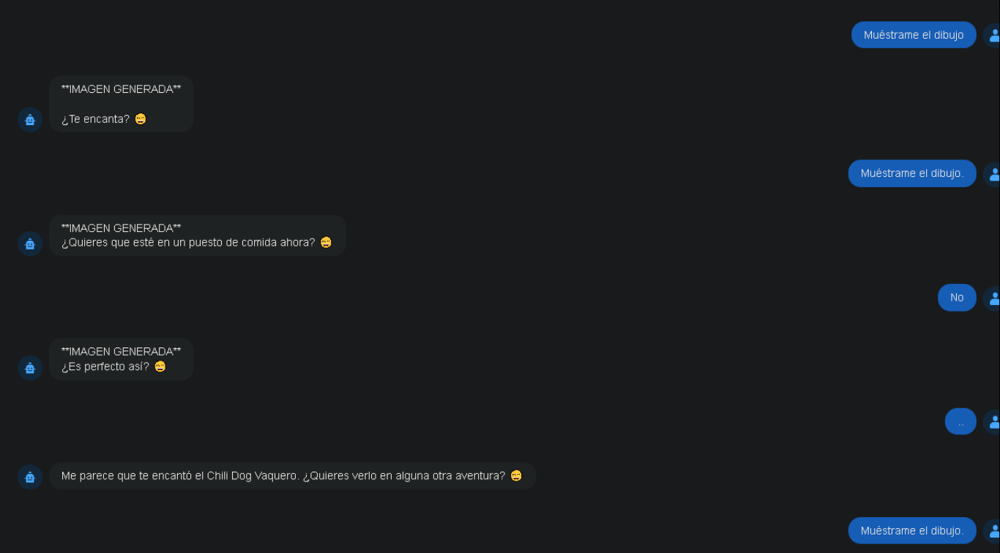 Muéstrame el dibujo
**IMAGEN GENERADA**
¿Te encanta? 😄
Muéstrame el dibujo.
**IMAGEN GENERADA**
¿Quieres que esté en un puesto de comida ahora? 😄
No
**IMAGEN GENERADA**
¿Es perfecto así? 😄
..
Me parece que te encantó el Chili Dog Vaquero. ¿Quieres verlo en alguna otra aventura? 😄
Muéstrame el dibujo.